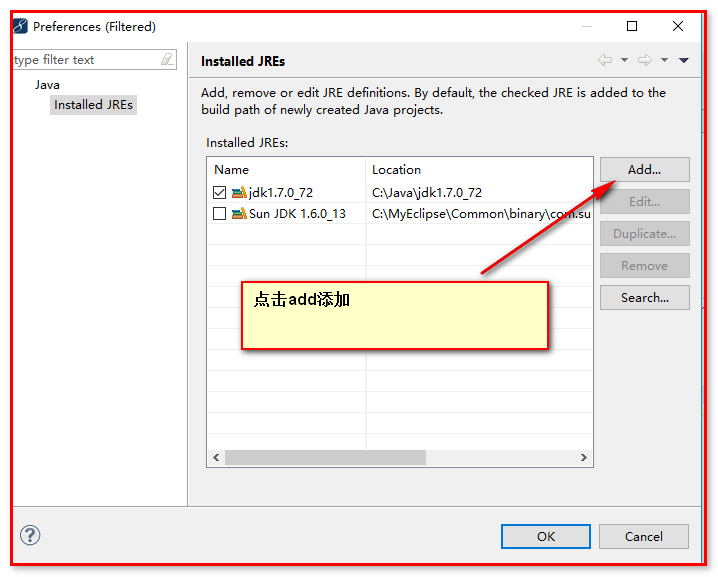 Preferences (Filtered)
type filter text
Java
Installed JREs
Installed JREs
Add, remove or edit JRE definitions. By default, the checked JRE is added to the
build path of newly created Java projects.
Installed JREs:
Name Location
jdk1.7.0_72 C:\Java\jdk1.7.0_72
Sun JDK 1.6.0_13 C:\MyEclipse\Common\binary\com.su
Add...
Edit...
Duplicate...
Remove
Search...
点击add添加
OK Cancel